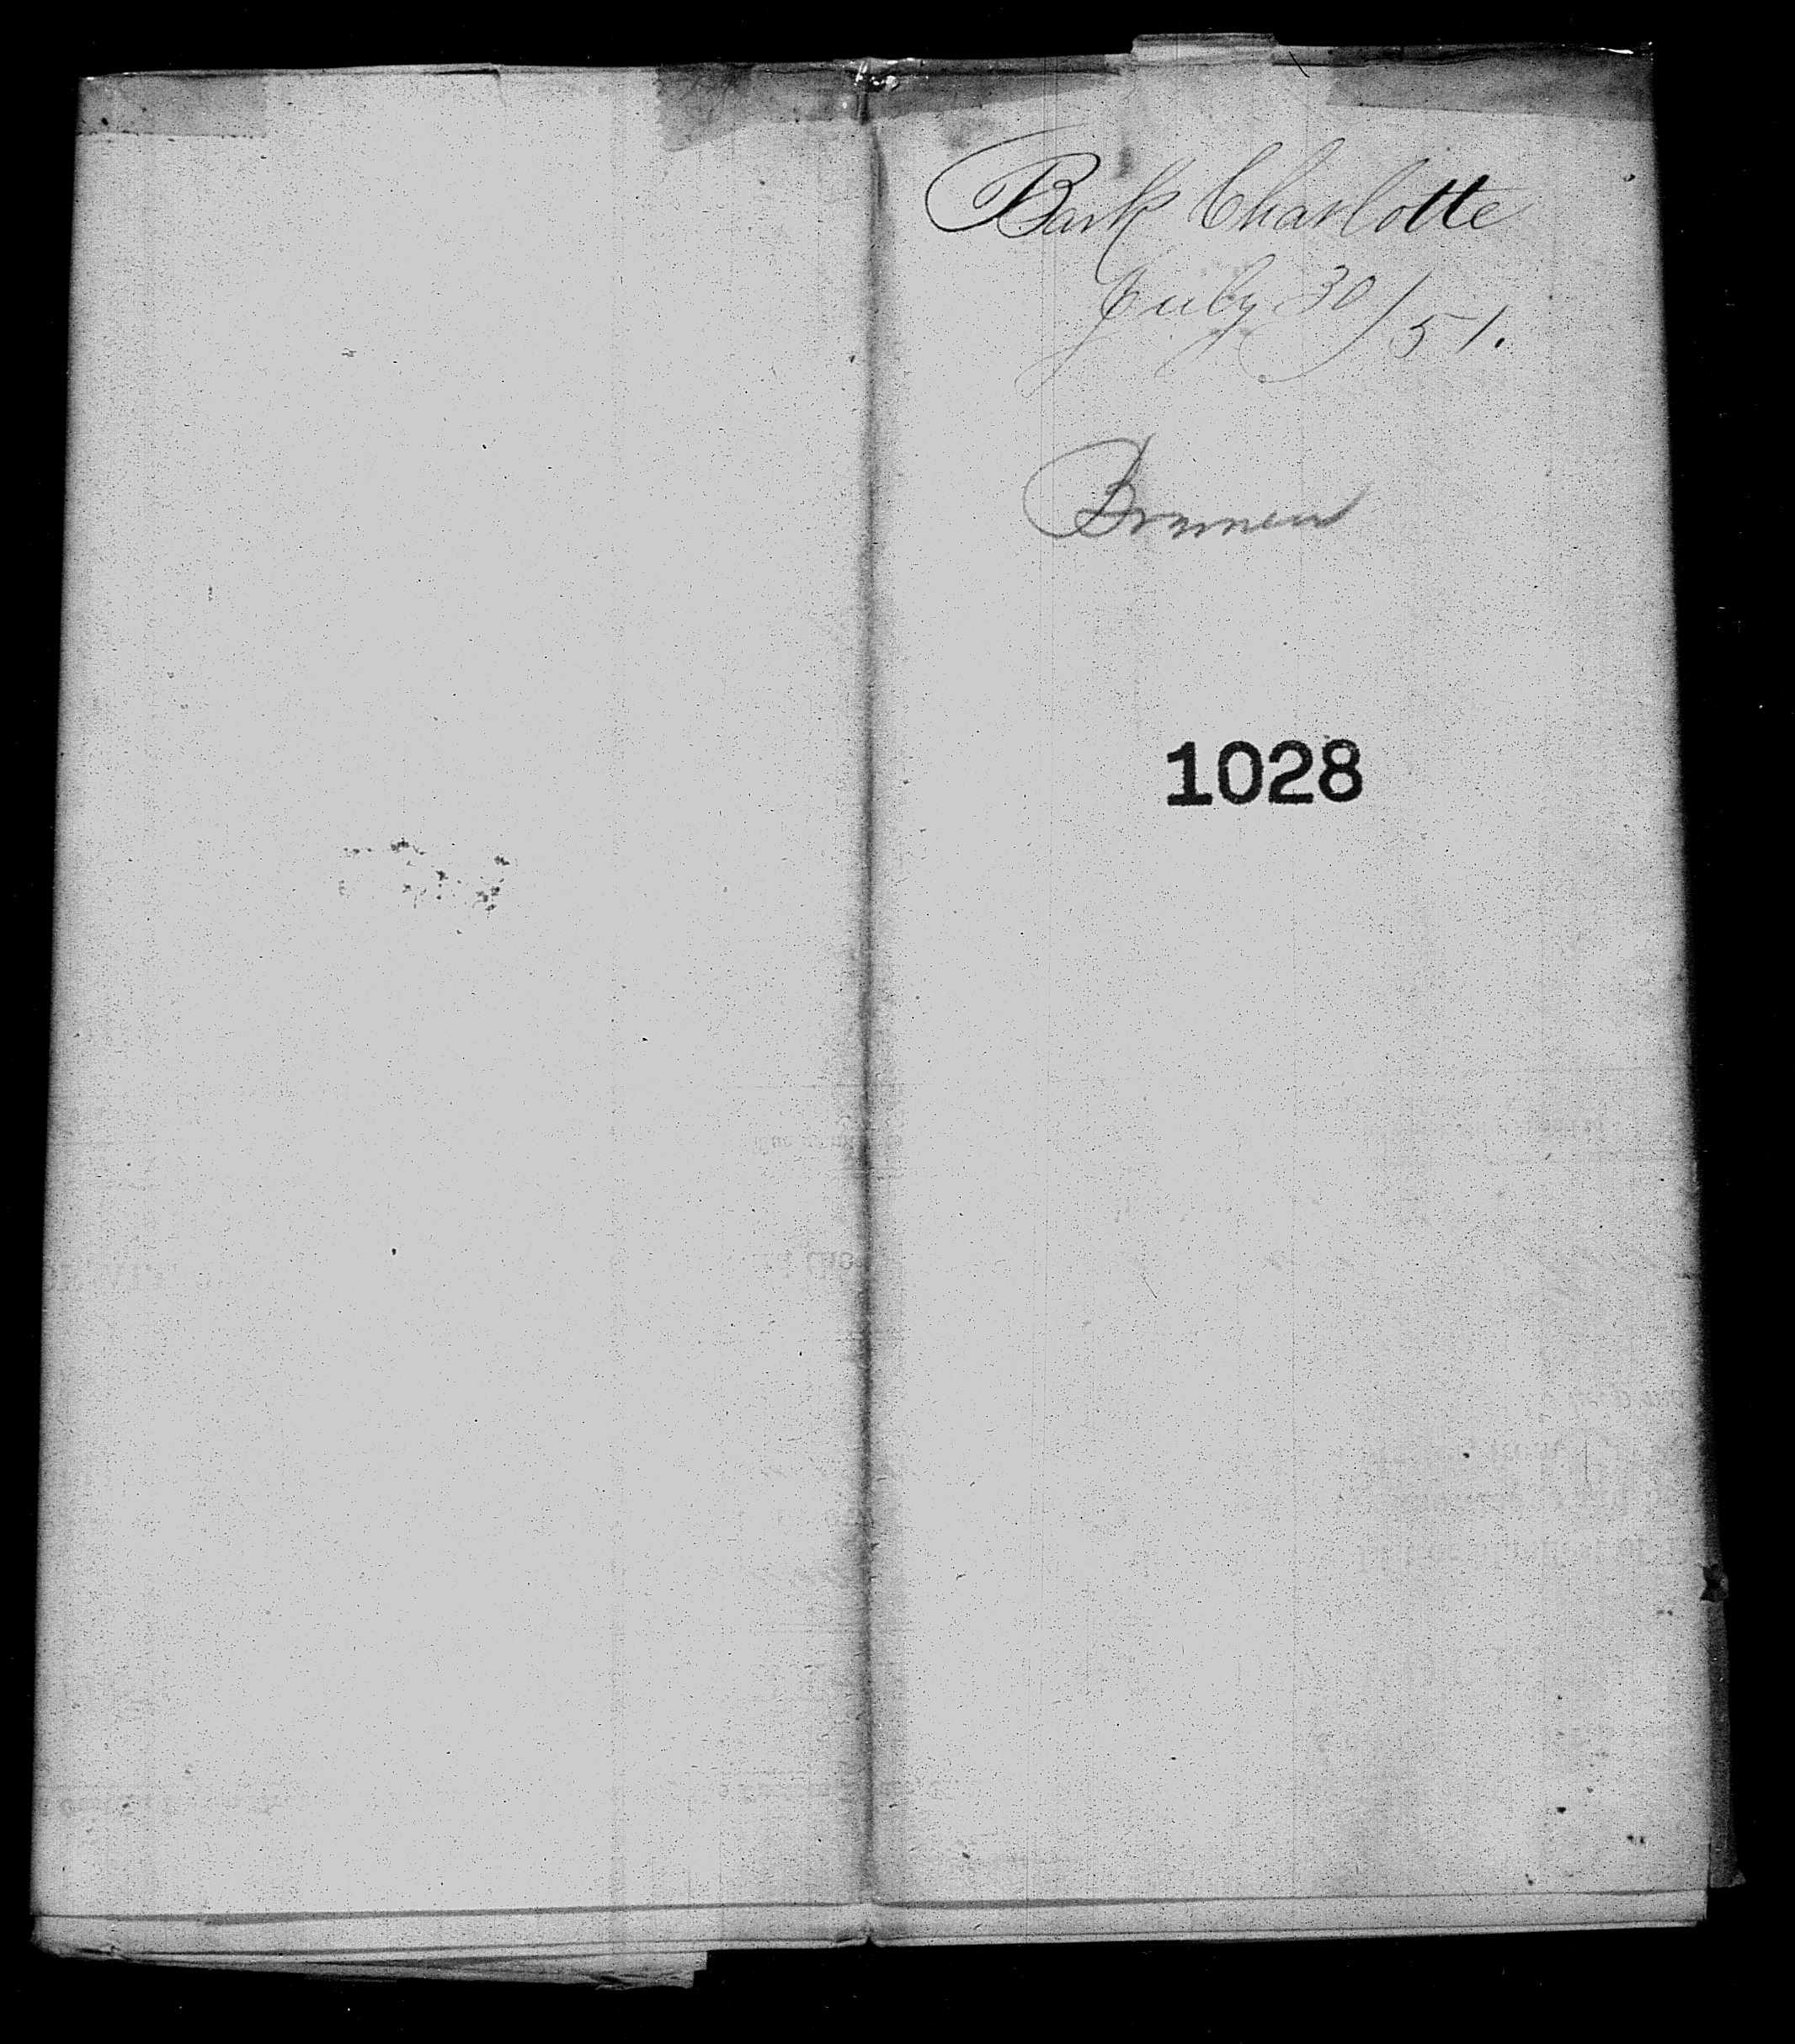 Bark Charlotte
July 30/51.
Bremen
1028